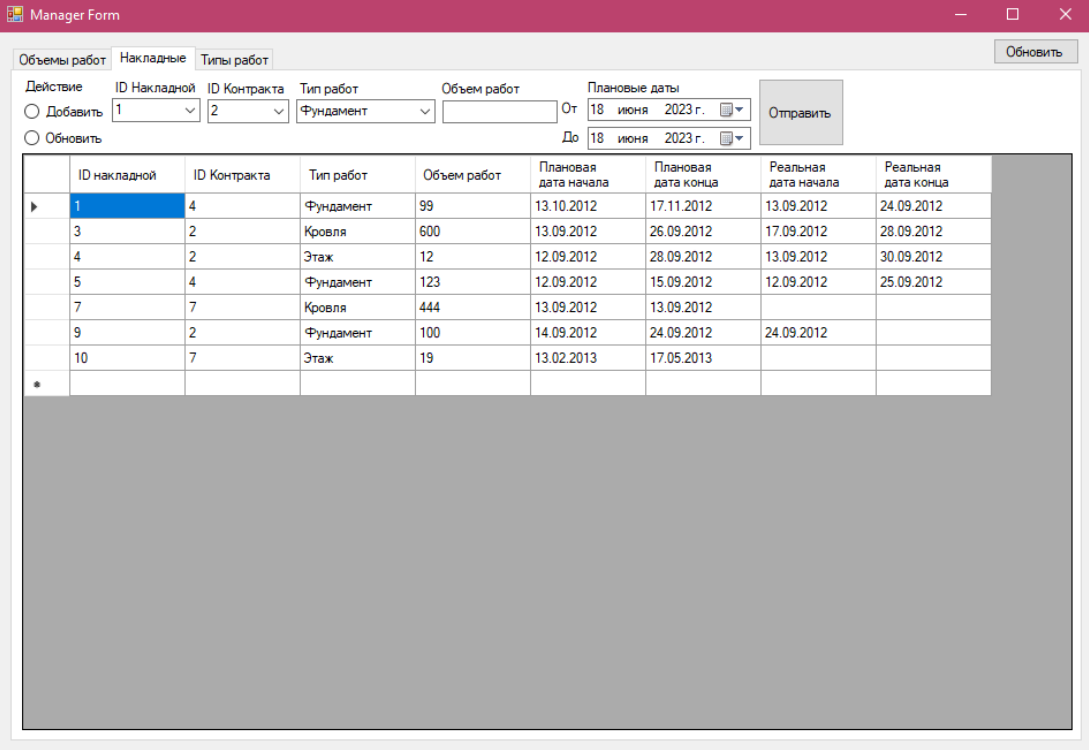 Manager Form
Обновить
Объемы работ Накладные Типы работ
Действие ID Накладной ID Контракта Тип работ Объем работ Плановые даты
Добавить 1 2 Фундамент От 18 июня 2023 г. Отправить
Обновить До 18 июня 2023 г.
ID накладной ID Контракта Тип работ Объем работ Плановая дата начала Плановая дата конца Реальная дата начала Реальная дата конца
1 4 Фундамент 99 13.10.2012 17.11.2012 13.09.2012 24.09.2012
3 2 Кровля 600 13.09.2012 26.09.2012 17.09.2012 28.09.2012
4 2 Этаж 12 12.09.2012 28.09.2012 13.09.2012 30.09.2012
5 4 Фундамент 123 12.09.2012 15.09.2012 12.09.2012 25.09.2012
7 7 Кровля 444 13.09.2012 13.09.2012
9 2 Фундамент 100 14.09.2012 24.09.2012 24.09.2012
10 7 Этаж 19 13.02.2013 17.05.2013